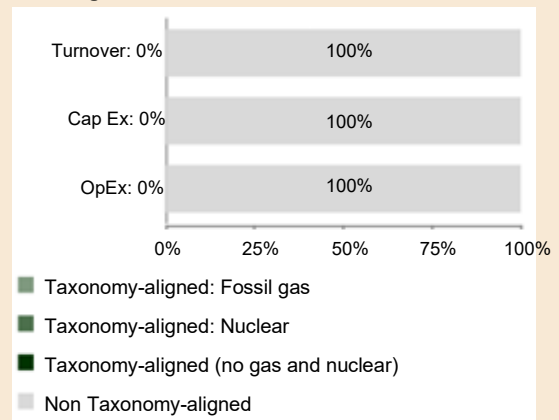 Turnover: 0% 100%
Cap Ex: 0% 100%
OpEx: 0% 100%
0% 25% 50% 75% 100%
Taxonomy-aligned: Fossil gas
Taxonomy-aligned: Nuclear
Taxonomy-aligned (no gas and nuclear)
Non Taxonomy-aligned